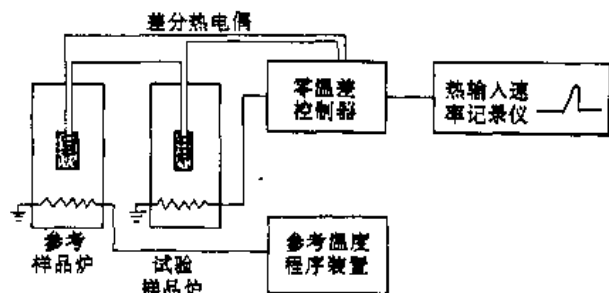 差分热电偶
零温差
控制器
热输入速
率记录仪
参考
样品炉
试验
样品炉
参考温度
程序装置